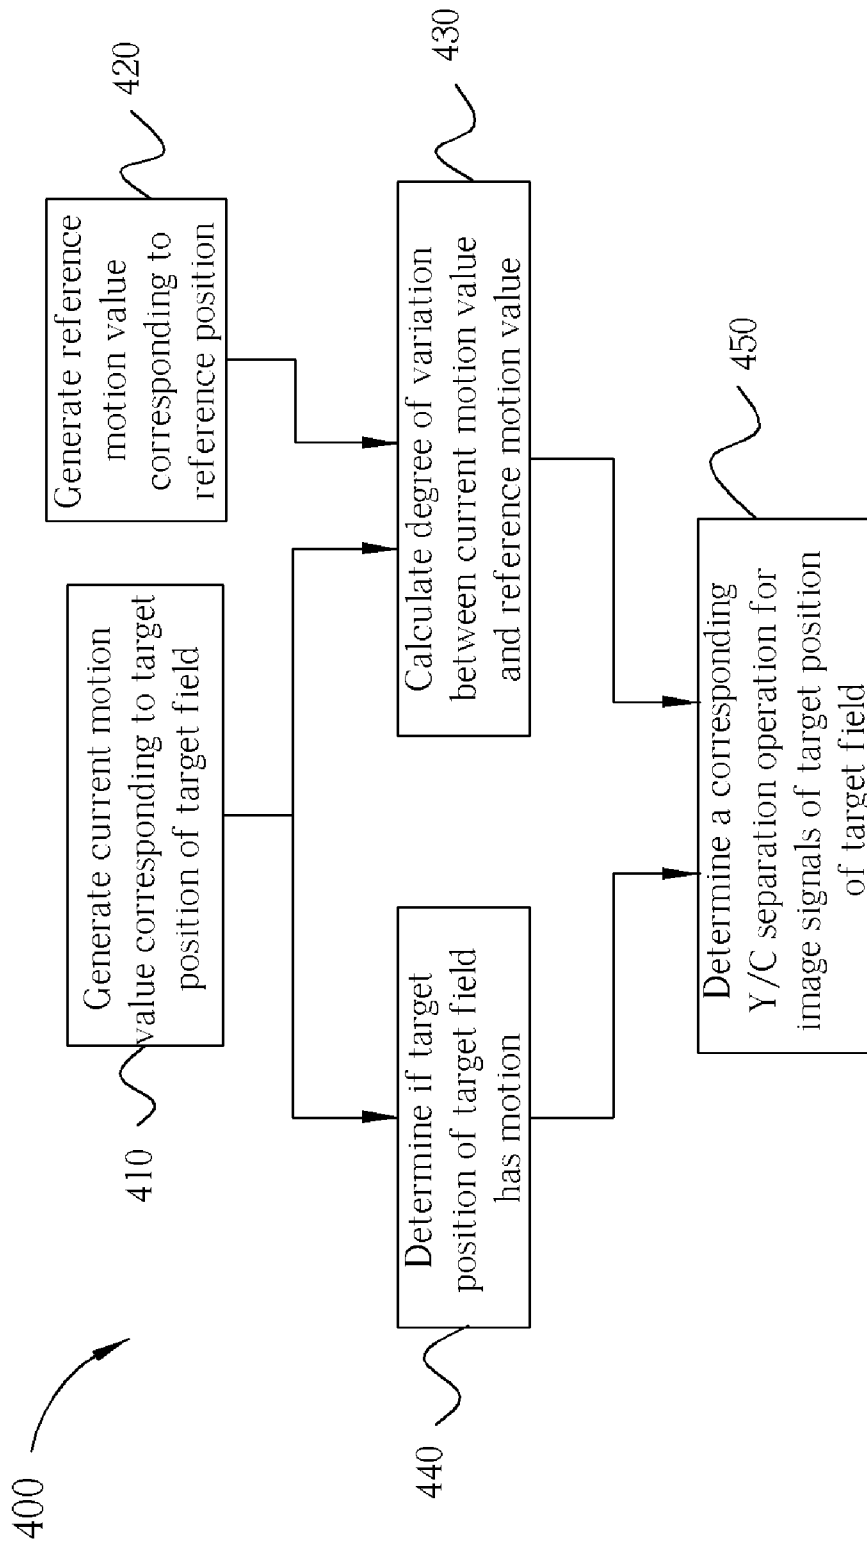 400
410
Generate current motion
value corresponding to target
position of target field
420
Generate reference
motion value
corresponding to
reference position
440
Determine if target
position of target field
has motion
430
Calculate degree of variation
between current motion value
and reference motion value
450
Determine a corresponding
Y/C separation operation for
image signals of target position
of target field